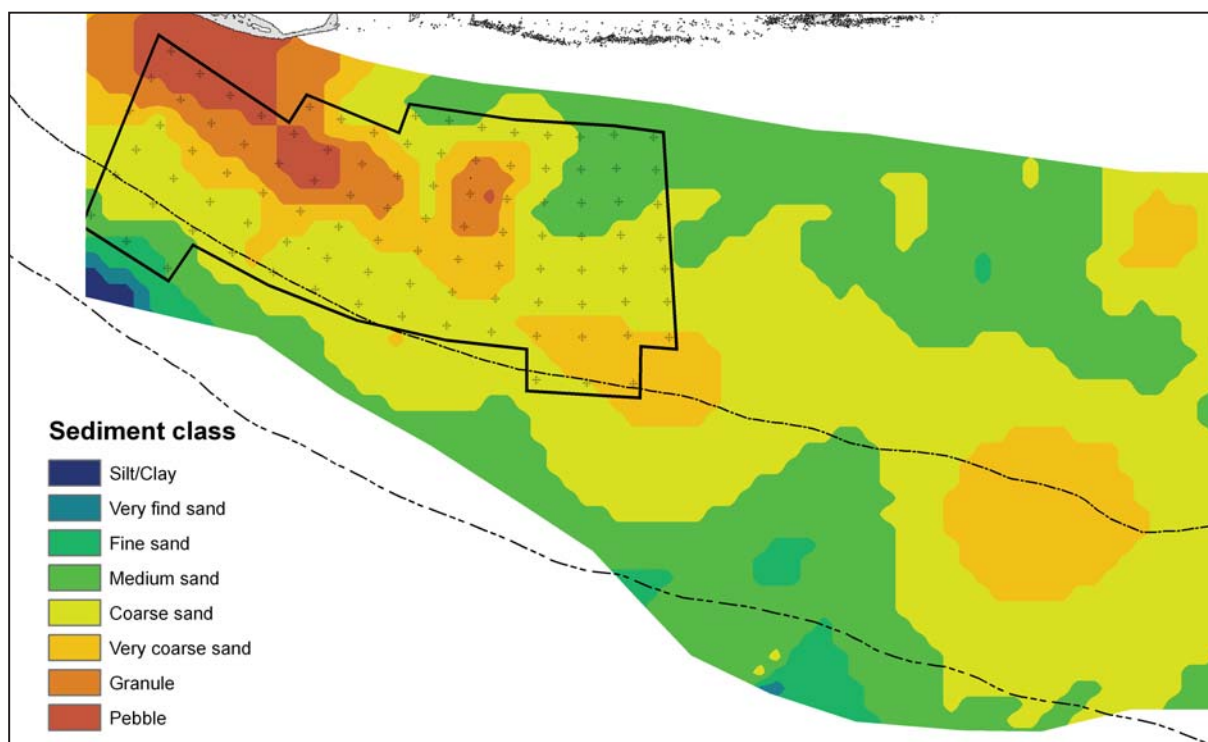 Sediment class
Silt/Clay
Very find sand
Fine sand
Medium sand
Coarse sand
Very coarse sand
Granule
Pebble